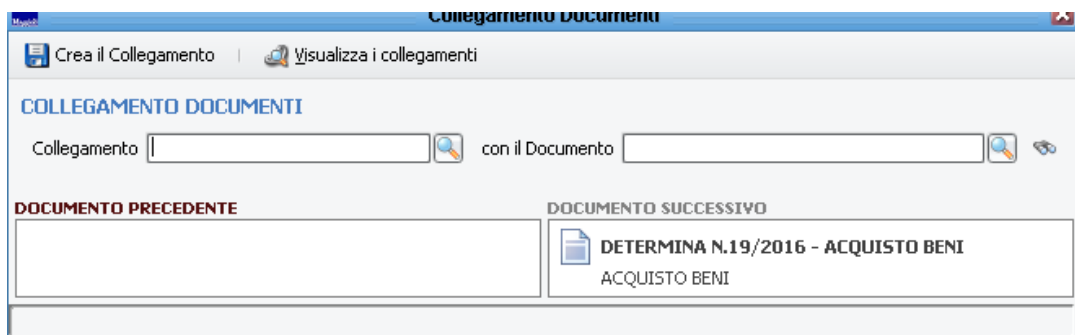 Maggioli
Collegamento Documenti
Crea il Collegamento | Visualizza i collegamenti
COLLEGAMENTO DOCUMENTI
Collegamento con il Documento
DOCUMENTO PRECEDENTE DOCUMENTO SUCCESSIVO
DETERMINA N.19/2016 - ACQUISTO BENI
ACQUISTO BENI